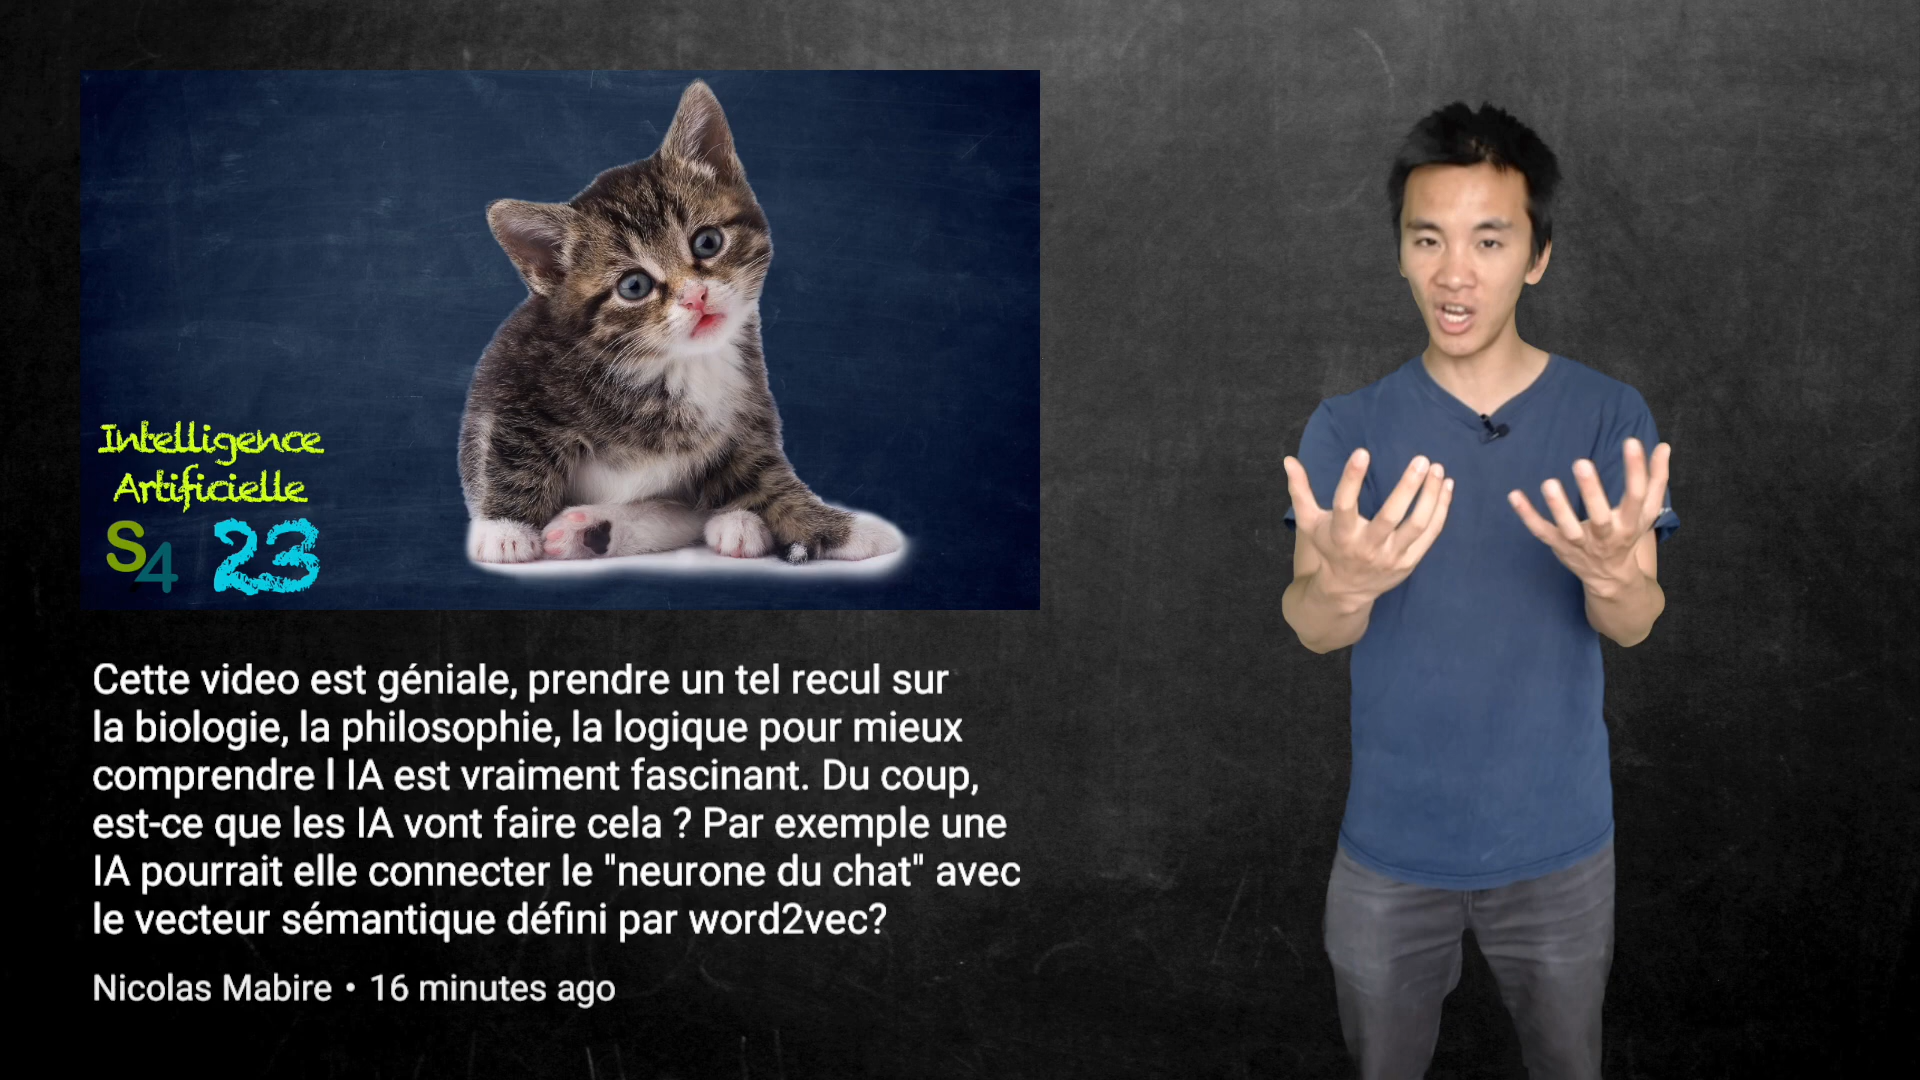 Intelligence
Artificielle
S4 23
Cette video est géniale, prendre un tel recul sur
la biologie, la philosophie, la logique pour mieux
comprendre l IA est vraiment fascinant. Du coup,
est-ce que les IA vont faire cela ? Par exemple une
IA pourrait elle connecter le "neurone du chat" avec
le vecteur sémantique défini par word2vec?
Nicolas Mabire • 16 minutes ago